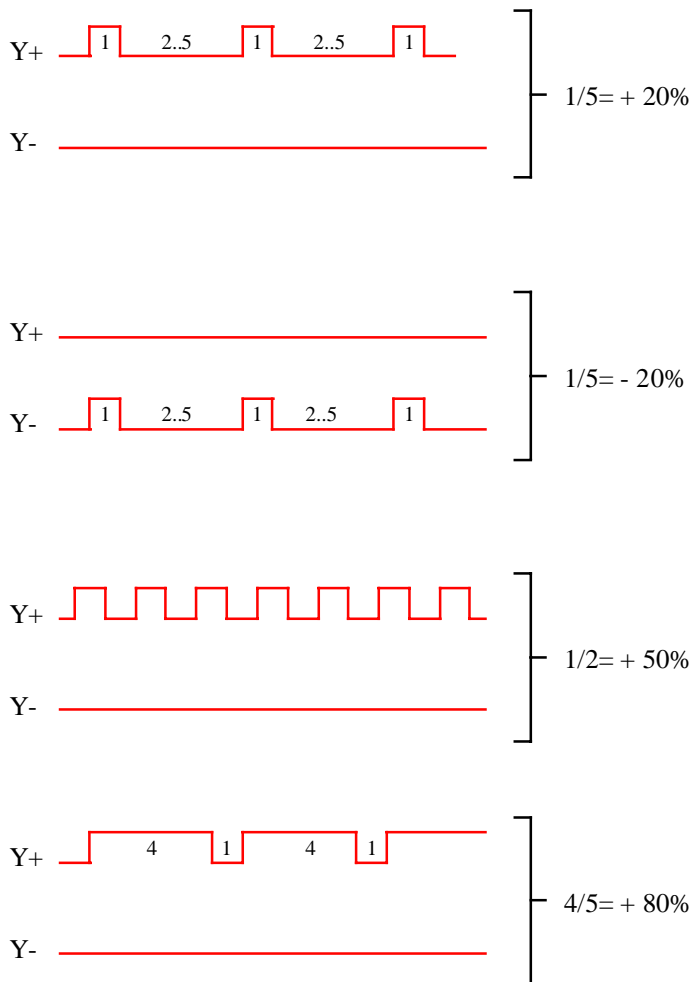 Y+ 1 2..5 1 2..5 1
1/5= + 20%
Y-
Y+
1/5= - 20%
Y- 1 2..5 1 2..5 1
Y+
1/2= + 50%
Y-
Y+ 4 1 4 1
4/5= + 80%
Y-